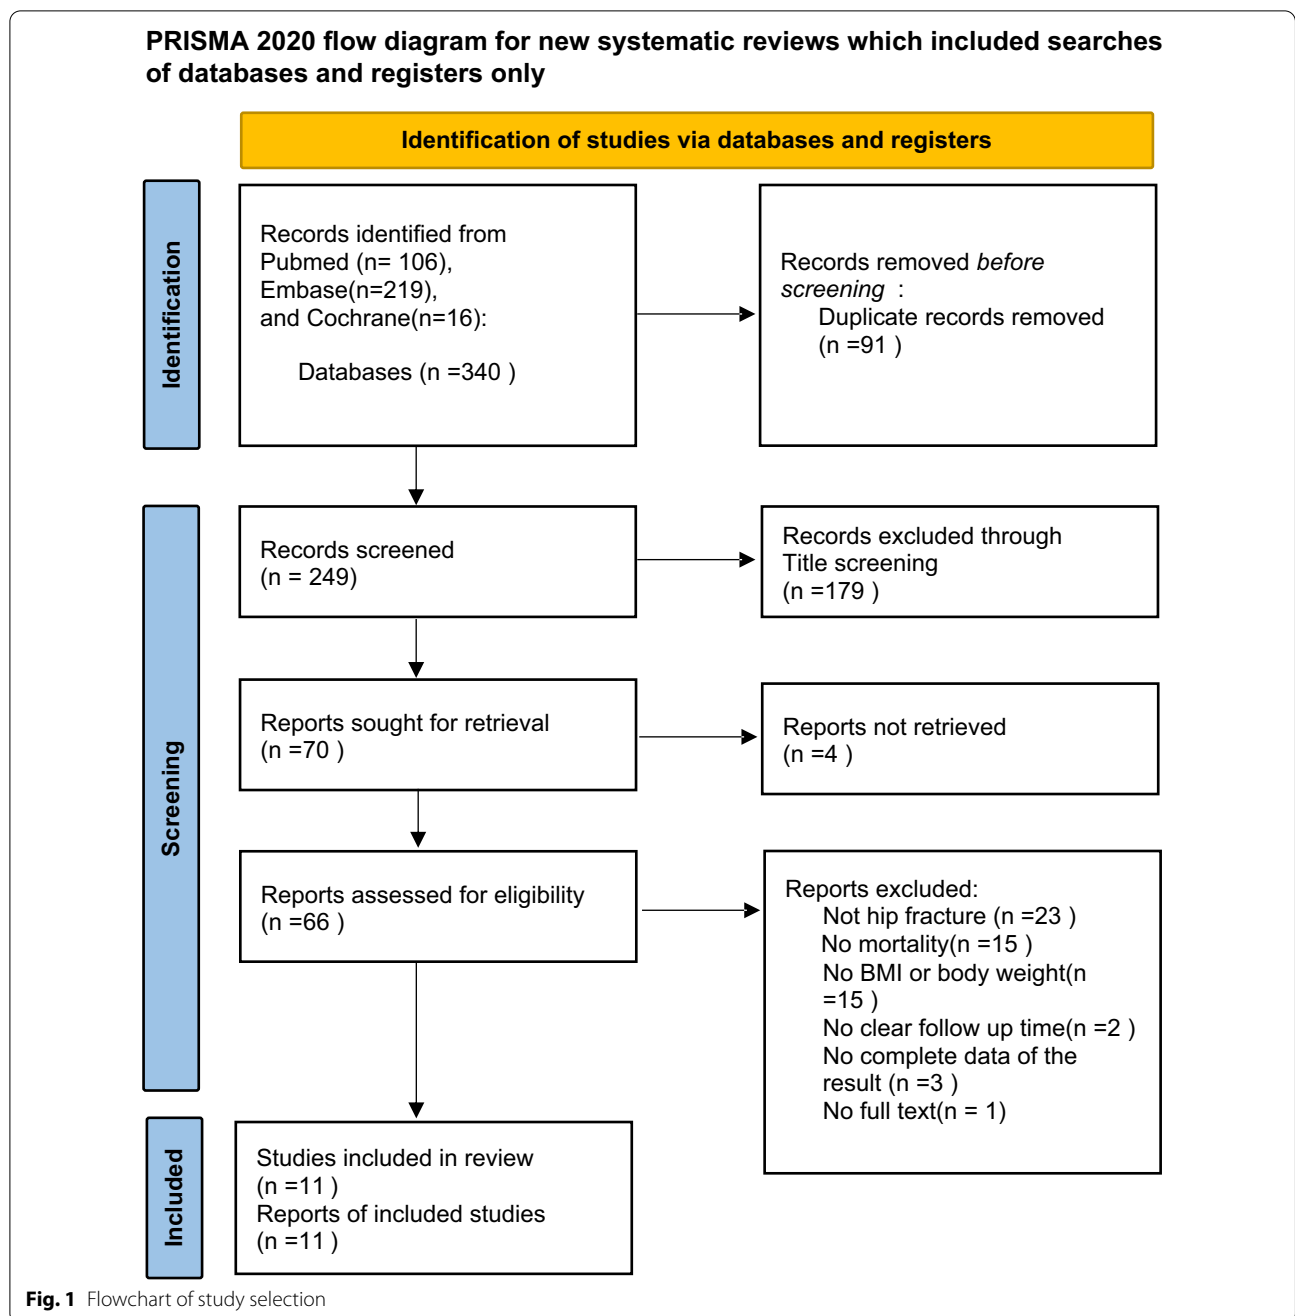 PRISMA 2020 flow diagram for new systematic reviews which included searches
of databases and registers only
Identification of studies via databases and registers
Identification
Records identified from
Pubmed (n= 106),
Embase(n=219),
and Cochrane(n=16):
Databases (n =340 )
Records removed before
screening :
Duplicate records removed
(n =91 )
Screening
Records screened
(n = 249)
Records excluded through
Title screening
(n =179 )
Reports sought for retrieval
(n =70 )
Reports not retrieved
(n =4 )
Reports assessed for eligibility
(n =66 )
Reports excluded:
Not hip fracture (n =23 )
No mortality(n =15 )
No BMI or body weight(n
=15 )
No clear follow up time(n =2 )
No complete data of the
result (n =3 )
No full text(n = 1)
Included
Studies included in review
(n =11 )
Reports of included studies
(n =11 )
Fig. 1 Flowchart of study selection